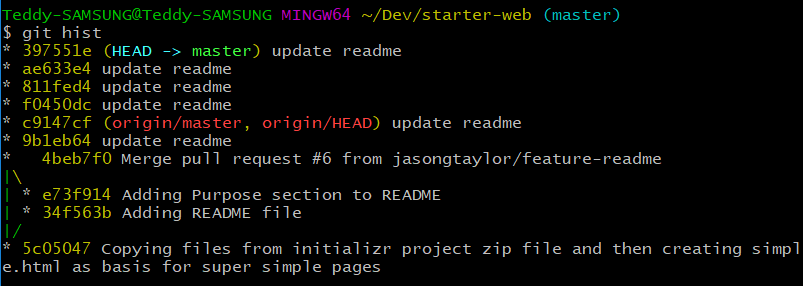 Teddy-SAMSUNG@Teddy-SAMSUNG MINGW64 ~/Dev/starter-web (master)
$ git hist
* 397551e (HEAD -> master) update readme
* ae633e4 update readme
* 811fed4 update readme
* f0450dc update readme
* c9147cf (origin/master, origin/HEAD) update readme
* 9b1eb64 update readme
*   4beb7f0 Merge pull request #6 from jasongtaylor/feature-readme
|\
| * e73f914 Adding Purpose section to README
| * 34f563b Adding README file
|/
* 5c05047 Copying files from initializr project zip file and then creating simpl
e.html as basis for super simple pages